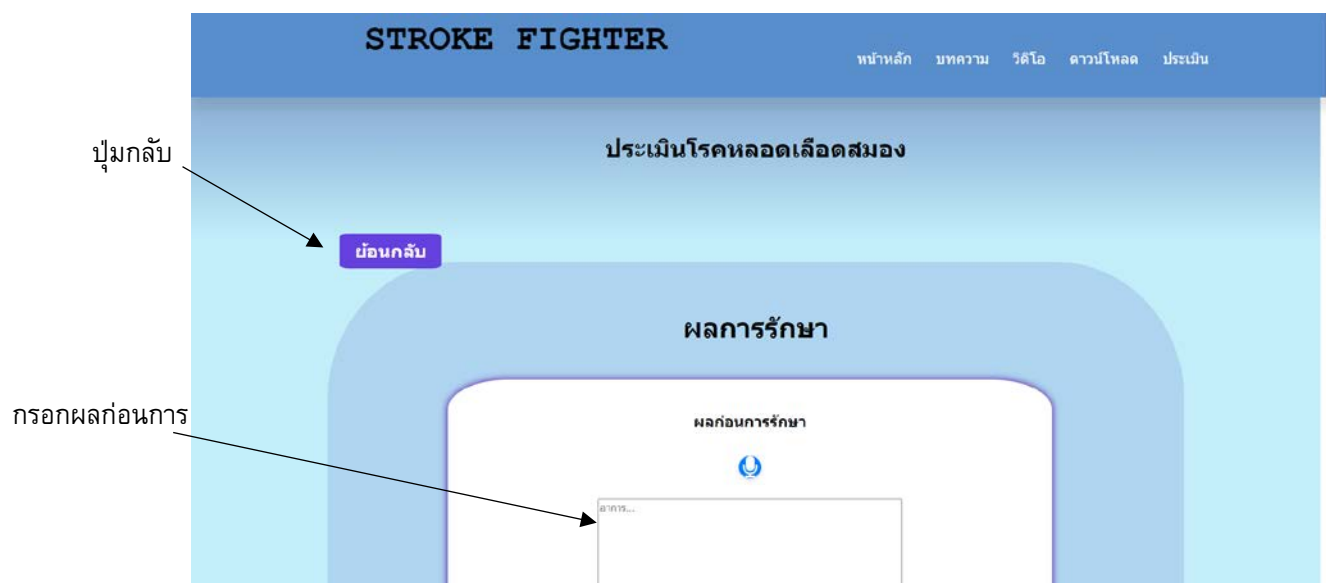 STROKE FIGHTER
หน้าหลัก บทความ วิดีโอ ดาวน์โหลด ประเมิน
ปุ่มกลับ
ประเมินโรคหลอดเลือดสมอง
ย้อนกลับ
ผลการรักษา
กรอกผลก่อนการ
ผลก่อนการรักษา
อาการ...